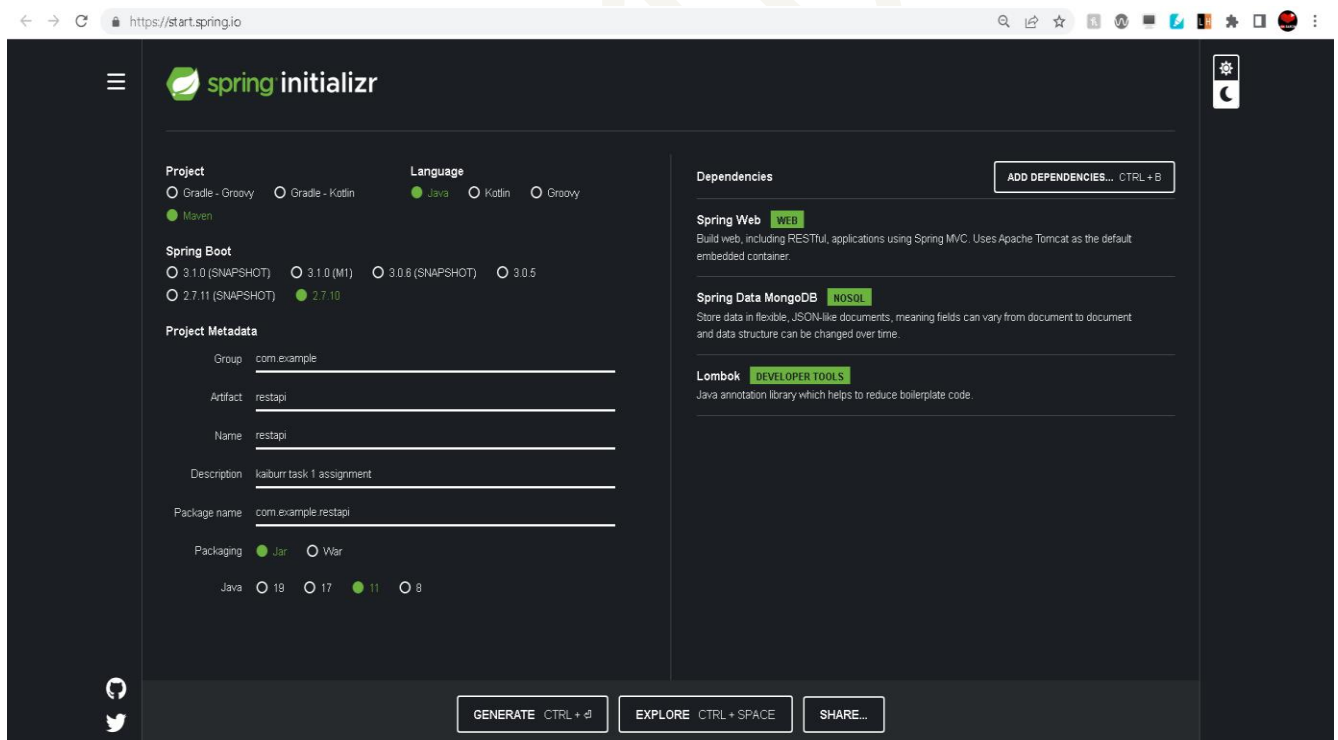 https://start.spring.io
spring initializr
Project
Gradle - Groovy Gradle - Kotlin
Maven
Language
Java Kotlin Groovy
Spring Boot
3.1.0 (SNAPSHOT) 3.1.0 (M1) 3.0.6 (SNAPSHOT) 3.0.5
2.7.11 (SNAPSHOT) 2.7.10
Project Metadata
Group com.example
Artifact restapi
Name restapi
Description kaiburr task 1 assignment
Package name com.example.restapi
Packaging Jar War
Java 19 17 11 8
Dependencies
ADD DEPENDENCIES... CTRL + B
Spring Web WEB
Build web, including RESTful, applications using Spring MVC. Uses Apache Tomcat as the default
embedded container.
Spring Data MongoDB NOSQL
Store data in flexible, JSON-like documents, meaning fields can vary from document to document
and data structure can be changed over time.
Lombok DEVELOPER TOOLS
Java annotation library which helps to reduce boilerplate code.
GENERATE CTRL + ⏎ EXPLORE CTRL + SPACE SHARE...